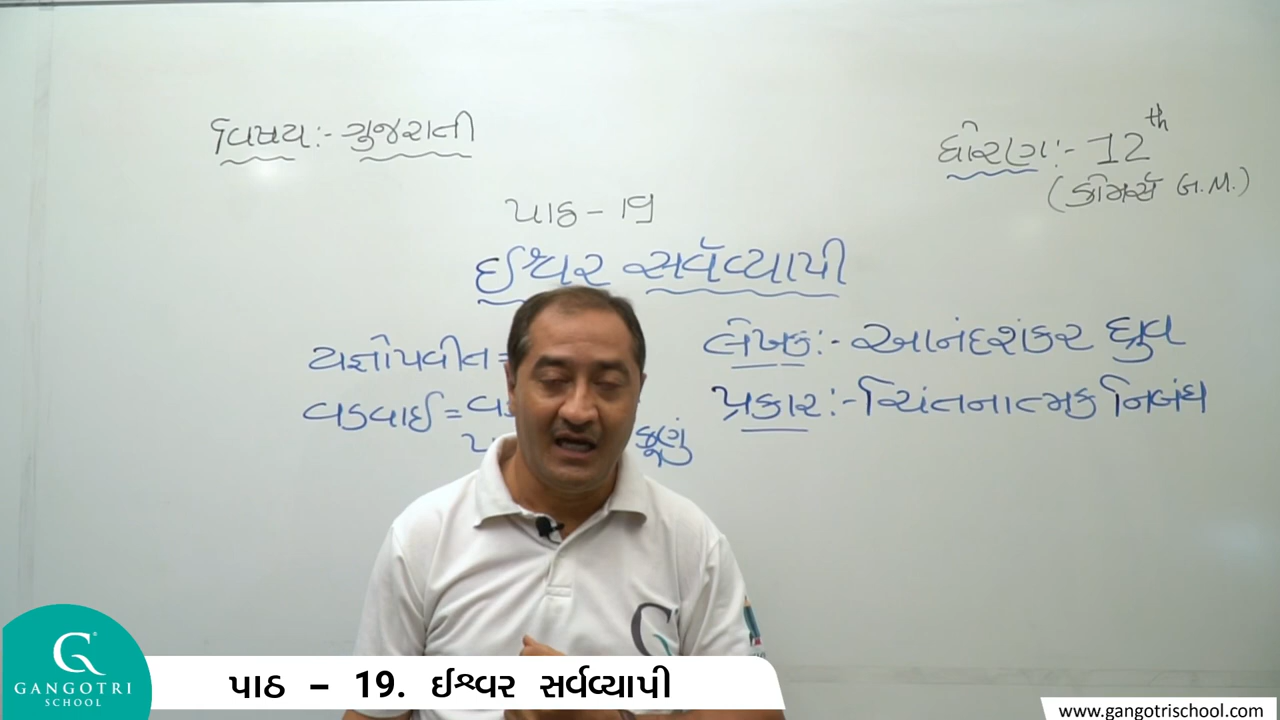 વિષય:- ગુજરાતી
ધોરણ:- 12th
(કોમર્સ G.M.)
પાઠ - ૧૯
ઈશ્વર સર્વવ્યાપી
યજ્ઞોપવીત =
લેખક:- આનંદશંકર ધ્રુવ
વડવાઈ =
પ્રકાર:- ચિંતનાત્મક નિબંધ
G
GANGOTRI
SCHOOL
પાઠ – 19. ઈશ્વર સર્વવ્યાપી
www.gangotrischool.com